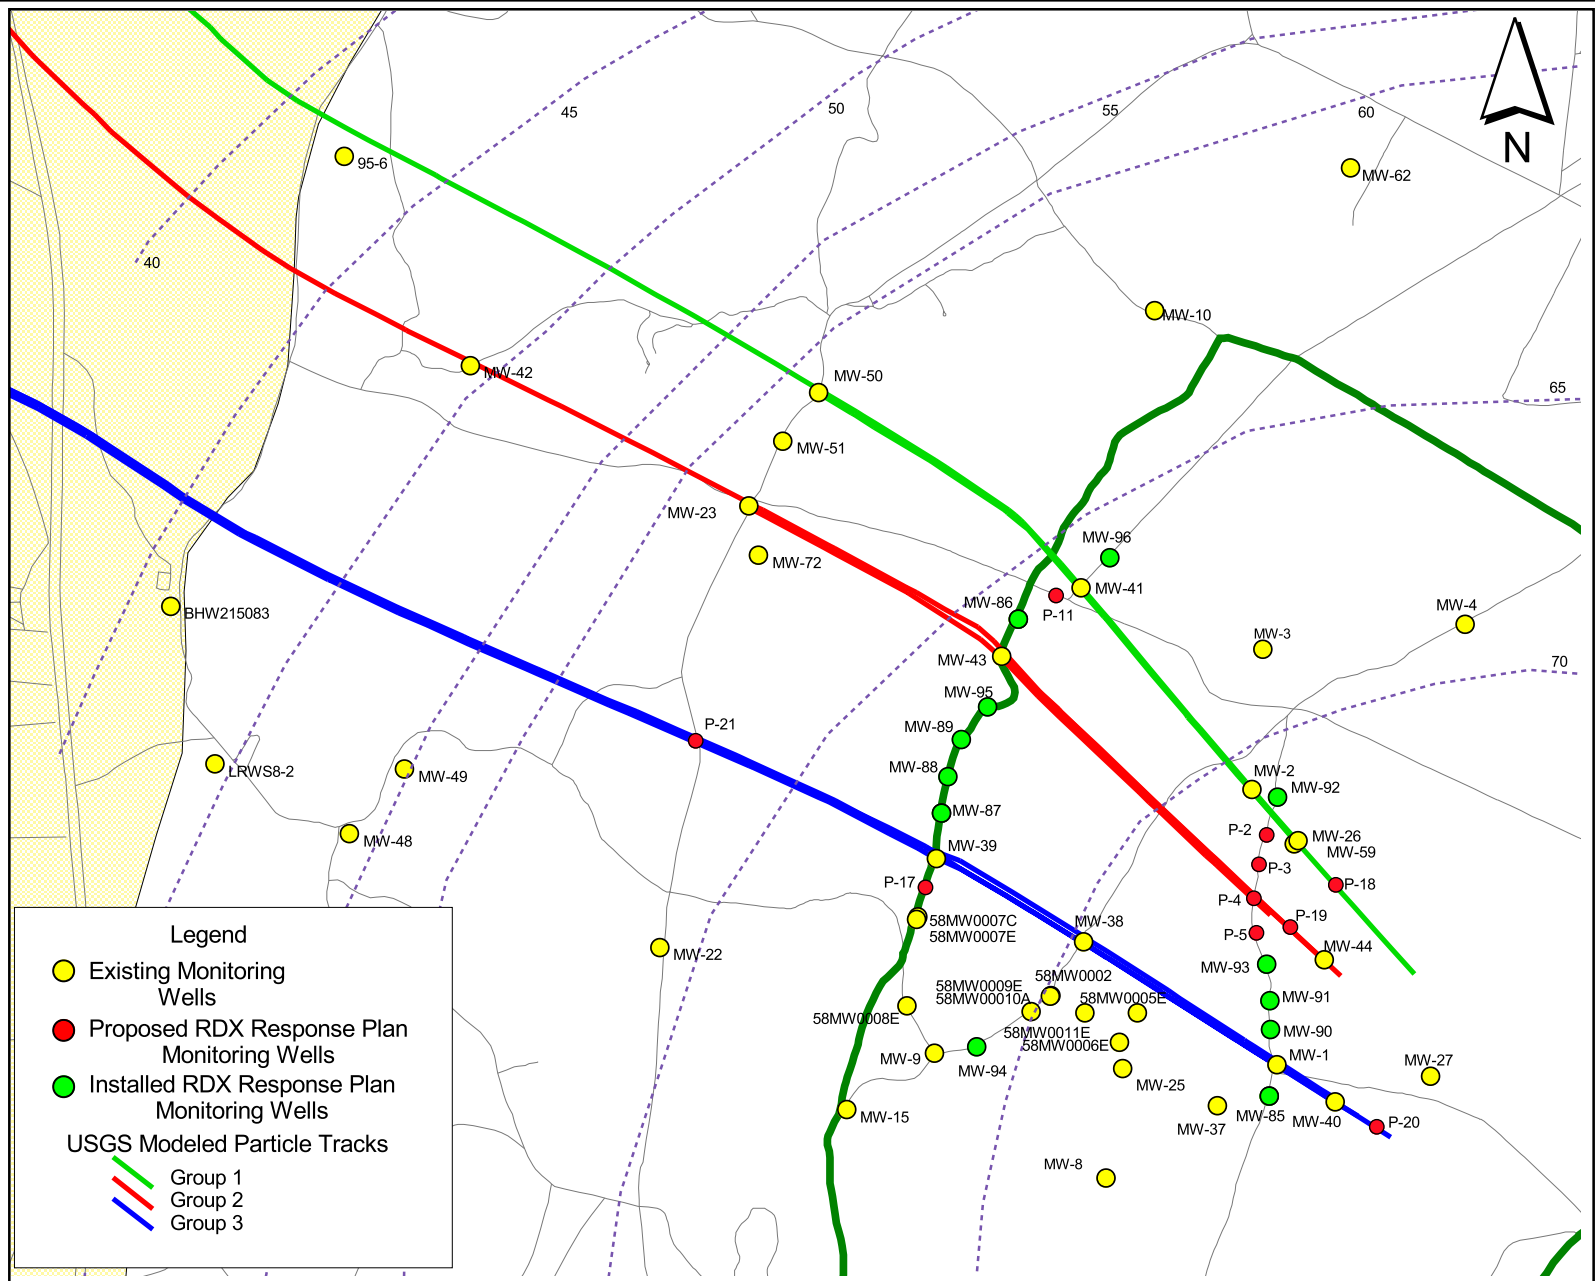 45
50
55
60
N
95-6
MW-62
40
MW-10
MW-42
MW-50
65
MW-51
MW-23
MW-96
MW-72
MW-41
MW-86
P-11
BHW215083
MW-4
MW-3
MW-43
70
MW-95
P-21
MW-89
LRWS8-2
MW-49
MW-88
MW-2
MW-92
MW-87
MW-48
MW-39
P-2
MW-26
MW-59
P-3
P-17
P-18
P-4
58MW0007C
58MW0007E
MW-38
P-19
P-5
MW-22
MW-44
MW-93
58MW0002
58MW0009E
58MW00010A
58MW0005E
MW-91
58MW0008E
58MW0011E
MW-90
58MW0006E
MW-9
MW-94
MW-1
MW-27
MW-25
MW-15
MW-85
MW-40
P-20
MW-37
MW-8
Legend
Existing Monitoring
Wells
Proposed RDX Response Plan
Monitoring Wells
Installed RDX Response Plan
Monitoring Wells
USGS Modeled Particle Tracks
Group 1
Group 2
Group 3